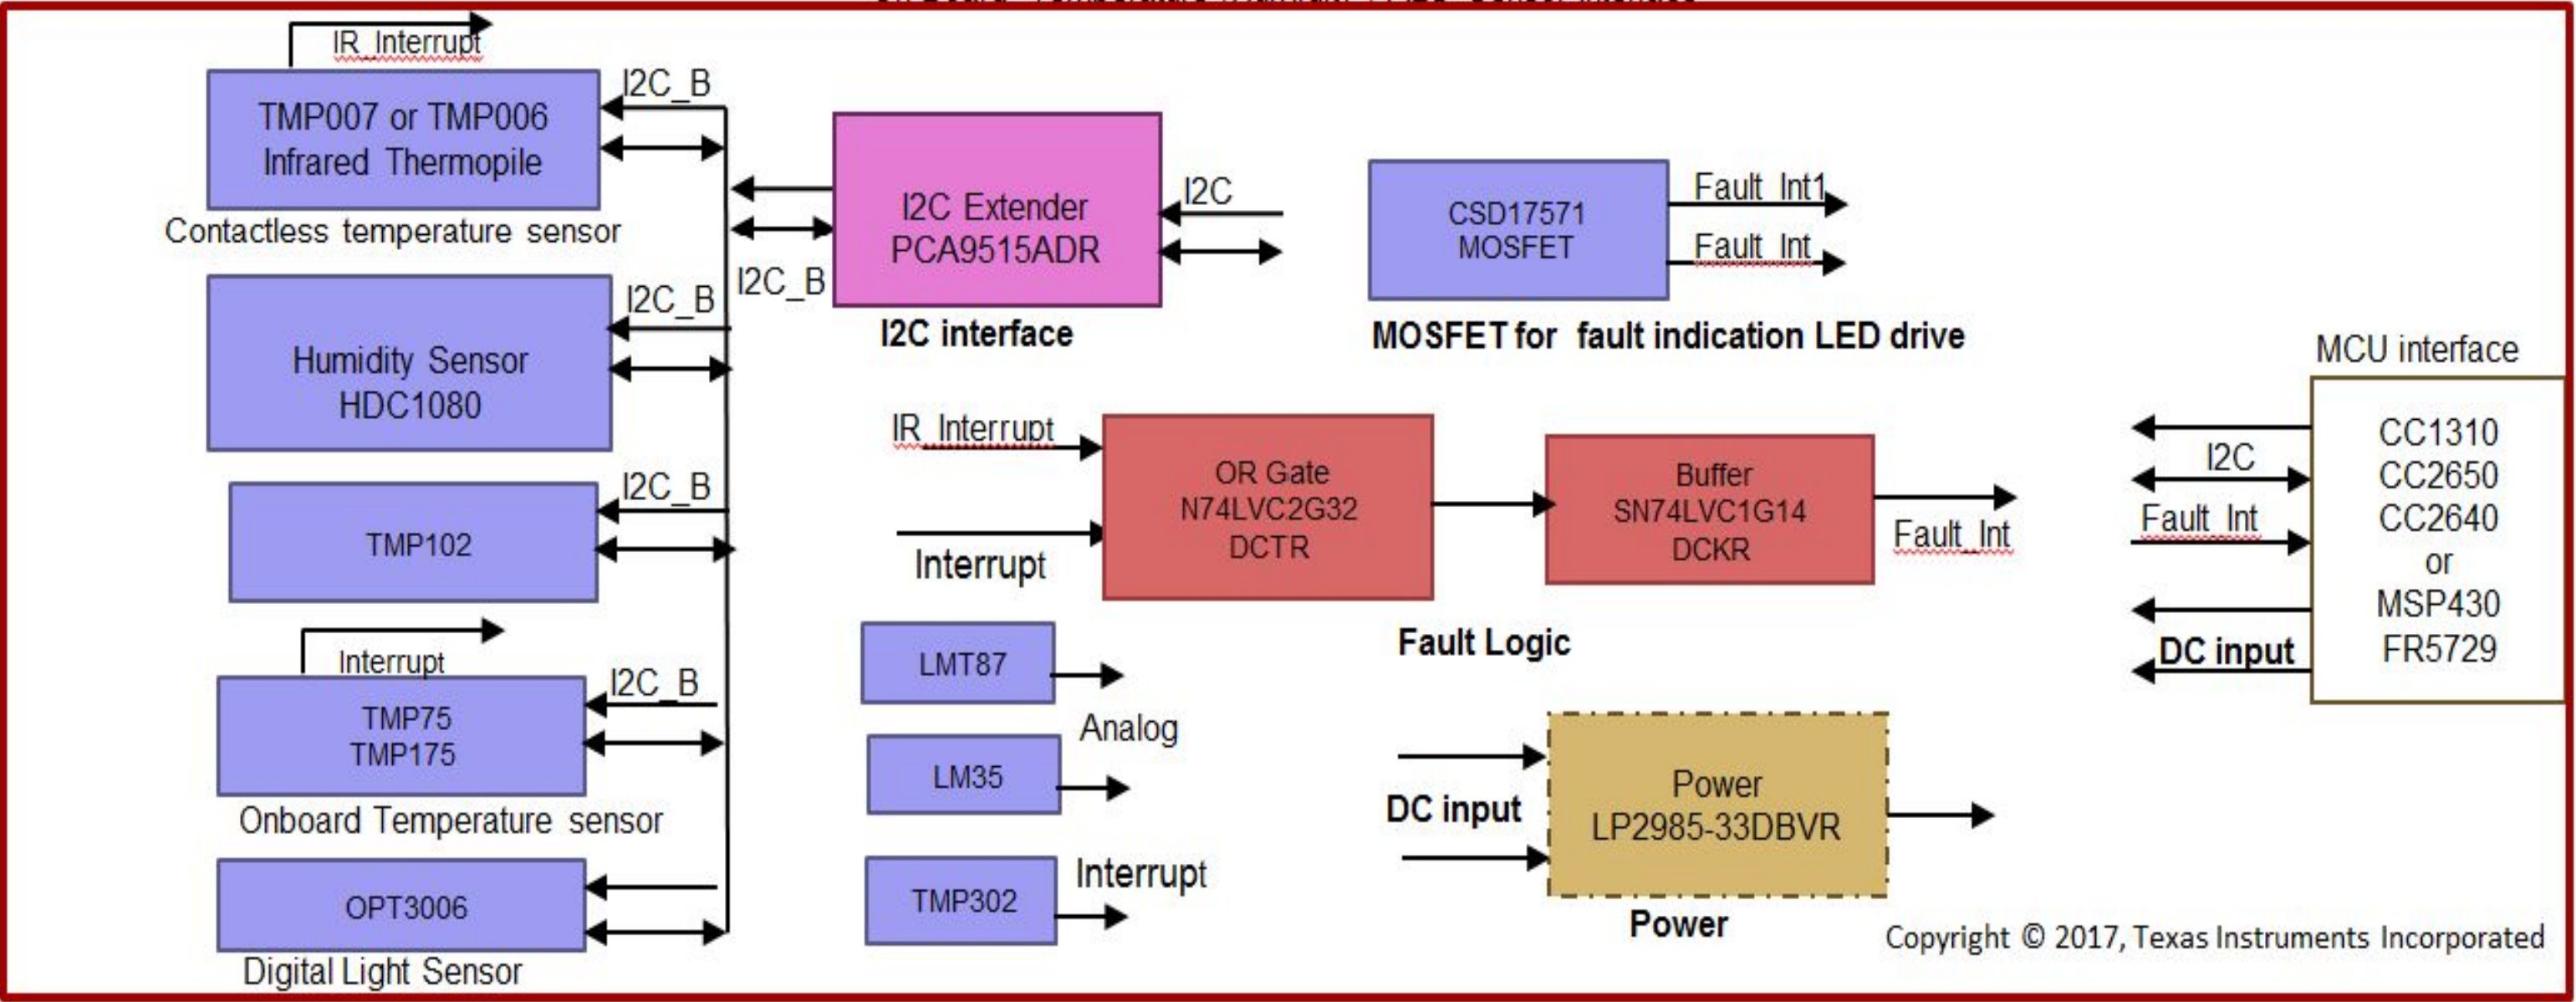 IR_Interrupt
TMP007 or TMP006
Infrared Thermopile
Contactless temperature sensor
I2C_B
Humidity Sensor
HDC1080
I2C_B
TMP102
I2C_B
Interrupt
TMP75
TMP175
I2C_B
Onboard Temperature sensor
OPT3006
Digital Light Sensor
I2C_B
I2C Extender
PCA9515ADR
I2C
I2C interface
CSD17571
MOSFET
Fault_Int1
Fault_Int
MOSFET for fault indication LED drive
IR_Interrupt
Interrupt
OR Gate
N74LVC2G32
DCTR
Buffer
SN74LVC1G14
DCKR
Fault_Int
Fault Logic
LMT87
Analog
LM35
TMP302
Interrupt
DC input
Power
LP2985-33DBVR
Power
MCU interface
CC1310
CC2650
CC2640
or
MSP430
FR5729
I2C
Fault_Int
DC input
Copyright © 2017, Texas Instruments Incorporated